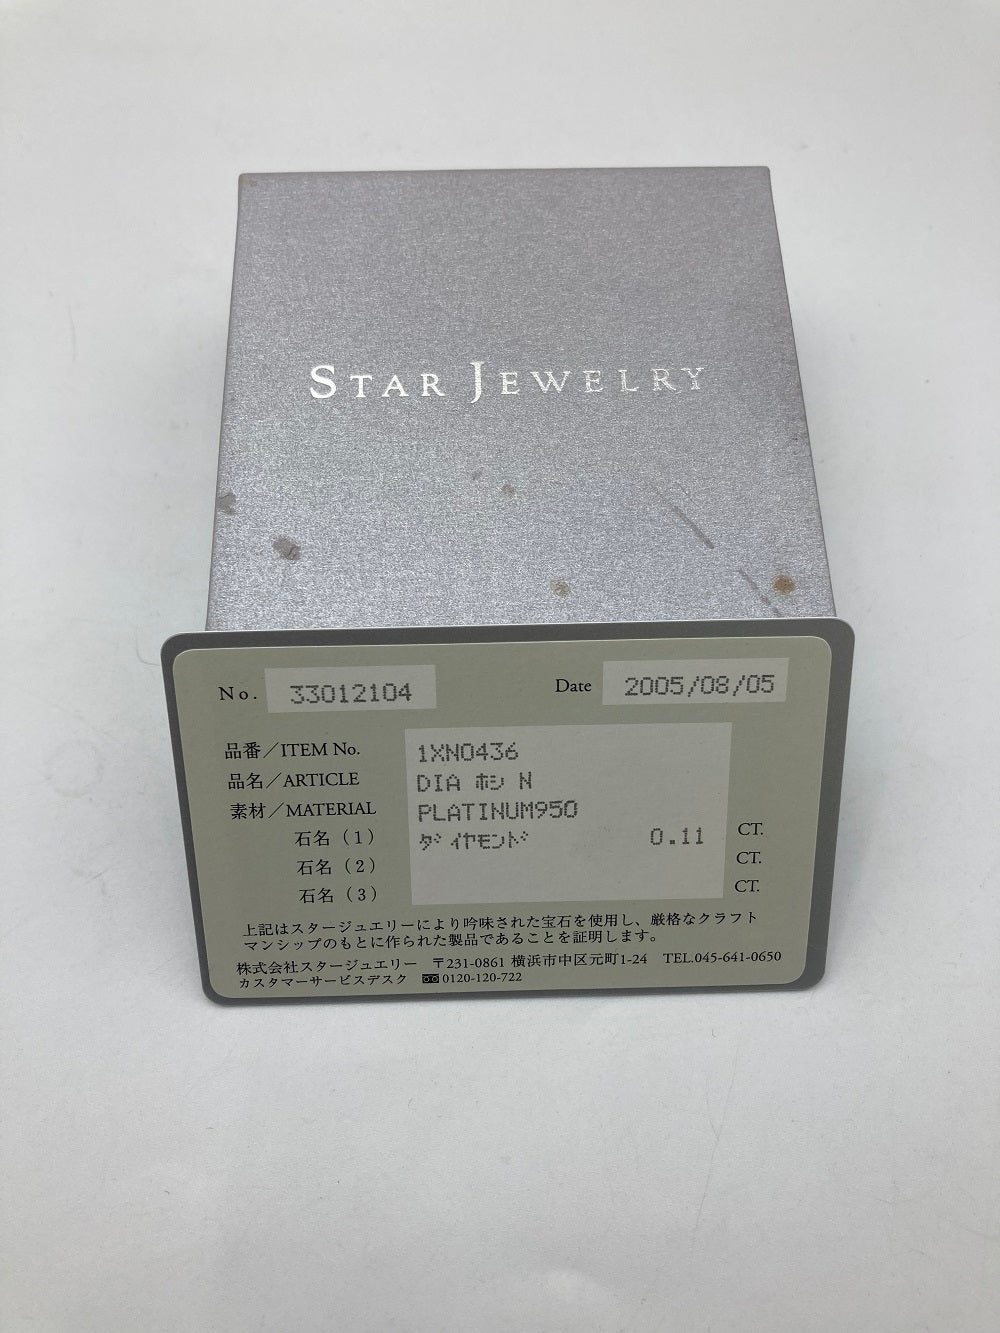 STAR JEWELRY
No. 33012104 Date 2005/08/05
品番／ITEM No. 1XN0436
品名／ARTICLE DIA ﾎｼ N
素材／MATERIAL PLATINUM950
石名（1） ﾀﾞｲヤモンﾄﾞ 0.11 CT.
石名（2） CT.
石名（3） CT.
上記はスタージュエリーにより吟味された宝石を使用し、厳格なクラフト
マンシップのもとに作られた製品であることを証明します。
株式会社スタージュエリー 〒231-0861 横浜市中区元町1-24 TEL.045-641-0650
カスタマーサービスデスク 0120-120-722